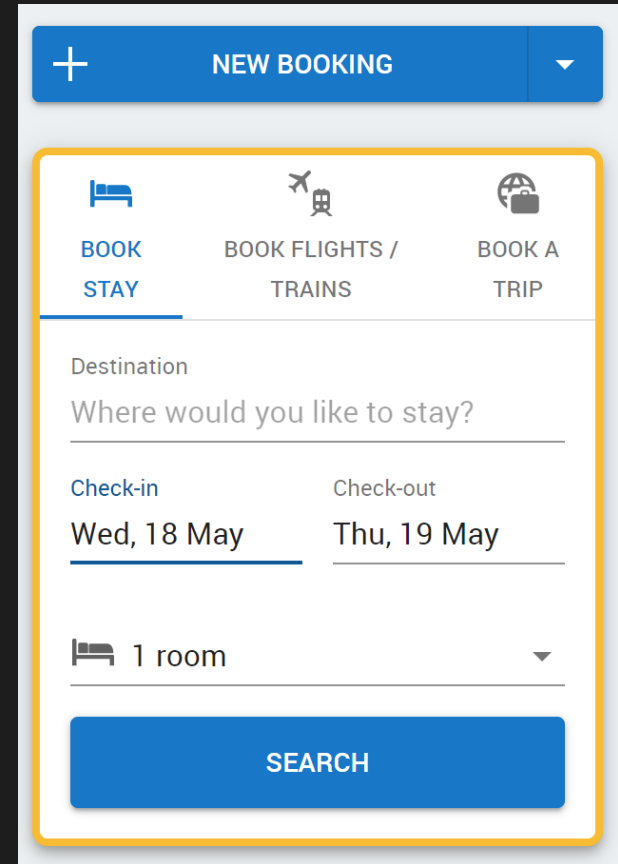 NEW BOOKING
BOOK
STAY
BOOK FLIGHTS /
TRAINS
BOOK A
TRIP
Destination
Where would you like to stay?
Check-in
Check-out
Wed, 18 May
Thu, 19 May
1 room
SEARCH